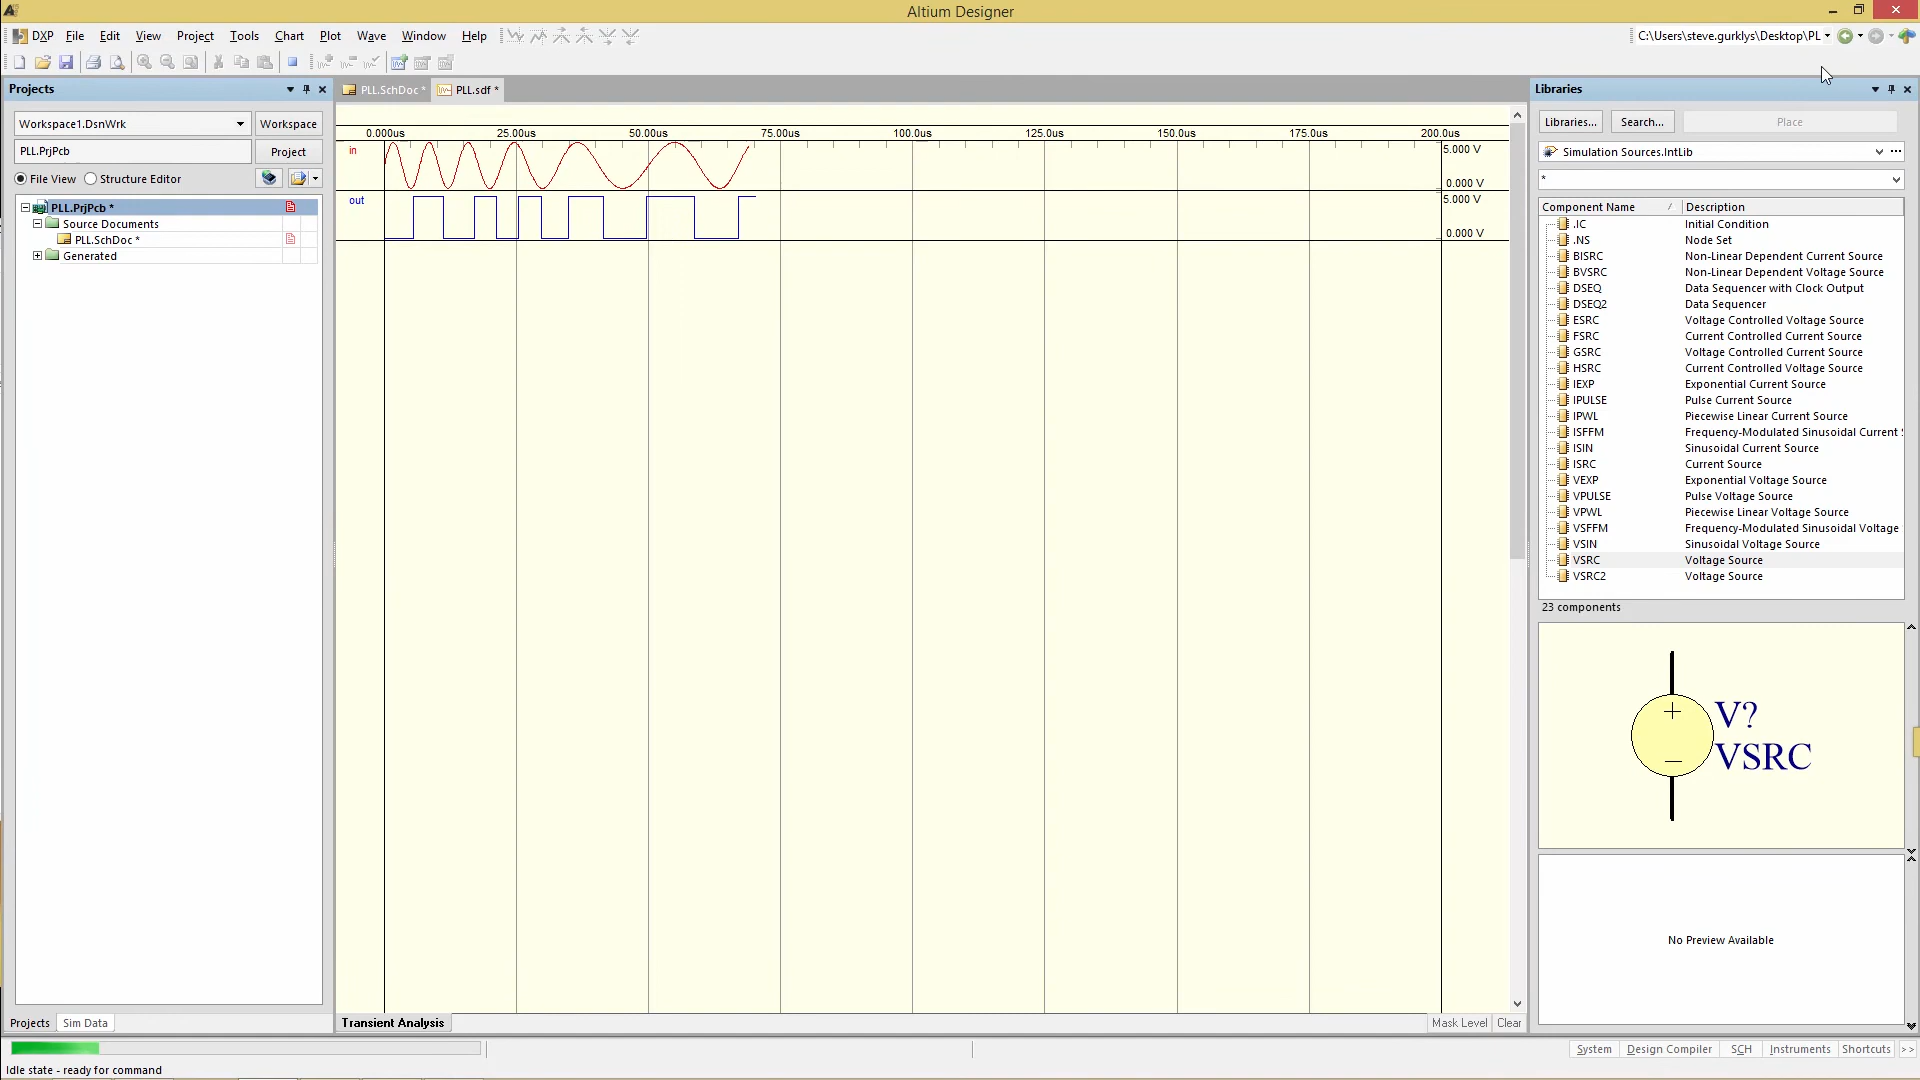 Altium Designer
DXP File Edit View Project Tools Chart Plot Wave Window Help
C:\Users\steve.gurklys\Desktop\PL
Projects
Workspace1.DsnWrk Workspace
PLL.PrjPcb Project
File View Structure Editor
PLL.PrjPcb *
Source Documents
PLL.SchDoc *
Generated
Projects Sim Data
PLL.SchDoc * PLL.sdf *
0.000us 25.00us 50.00us 75.00us 100.0us 125.0us 150.0us 175.0us 200.0us
in 5.000 V
0.000 V
out 5.000 V
0.000 V
Transient Analysis Mask Level Clear
Libraries
Libraries... Search... Place
Simulation Sources.IntLib ...
*
Component Name / Description
.IC Initial Condition
.NS Node Set
BISRC Non-Linear Dependent Current Source
BVSRC Non-Linear Dependent Voltage Source
DSEQ Data Sequencer with Clock Output
DSEQ2 Data Sequencer
ESRC Voltage Controlled Voltage Source
FSRC Current Controlled Current Source
GSRC Voltage Controlled Current Source
HSRC Current Controlled Voltage Source
IEXP Exponential Current Source
IPULSE Pulse Current Source
IPWL Piecewise Linear Current Source
ISFFM Frequency-Modulated Sinusoidal Current
ISIN Sinusoidal Current Source
ISRC Current Source
VEXP Exponential Voltage Source
VPULSE Pulse Voltage Source
VPWL Piecewise Linear Voltage Source
VSFFM Frequency-Modulated Sinusoidal Voltage
VSIN Sinusoidal Voltage Source
VSRC Voltage Source
VSRC2 Voltage Source
23 components
+ V?
− VSRC
No Preview Available
System Design Compiler SCH Instruments Shortcuts >>
Idle state - ready for command